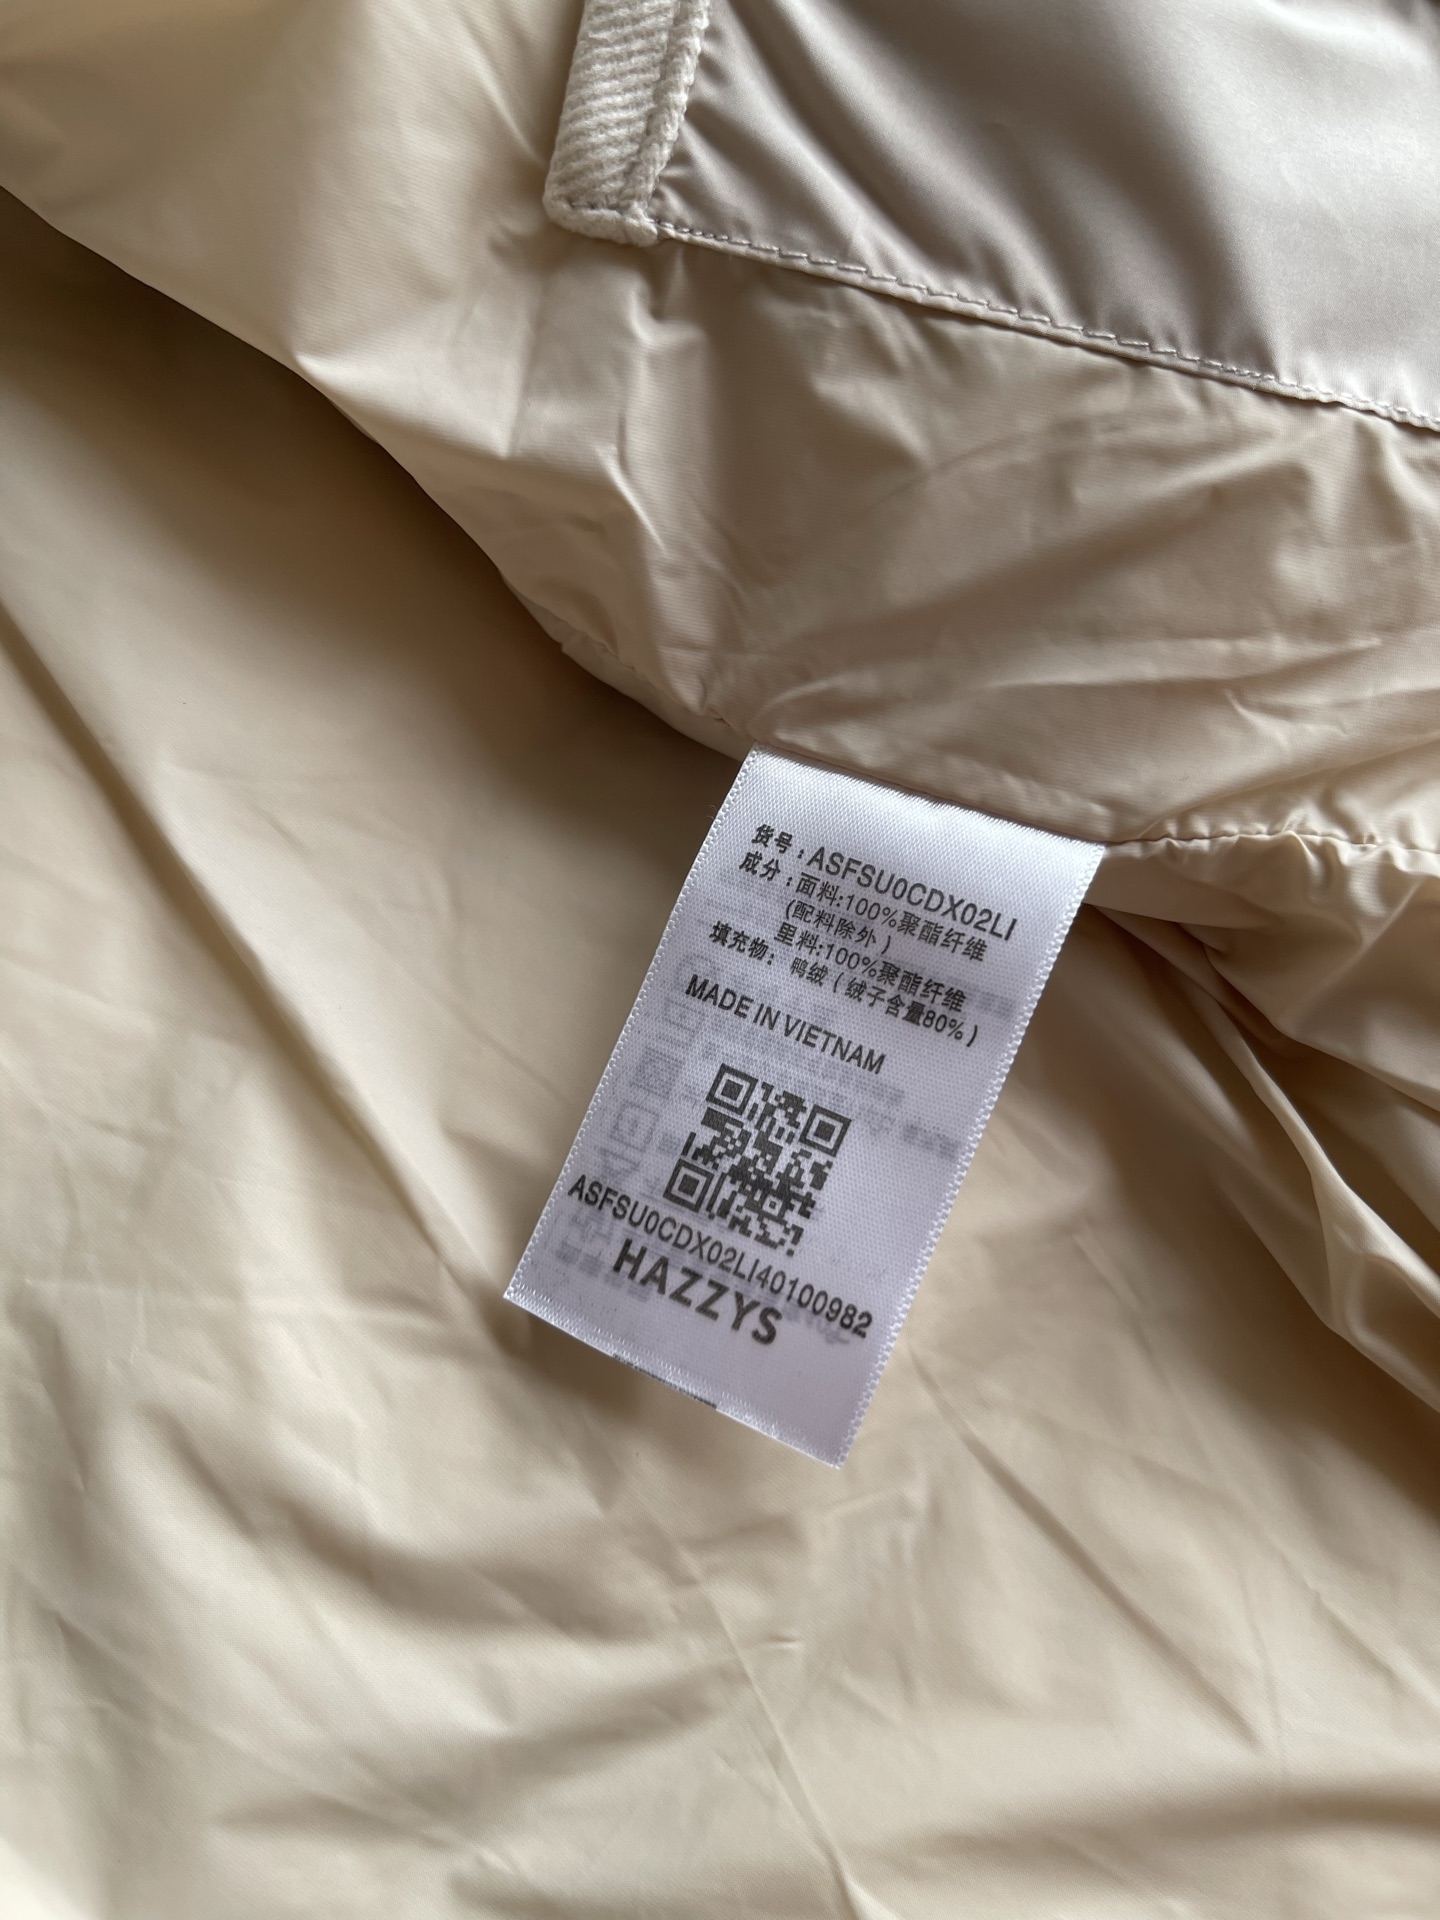 货号：ASFSU0CDX02LI
成分：面料:100%聚酯纤维
(配料除外)
里料:100%聚酯纤维
填充物：鸭绒(绒子含量80%)
MADE IN VIETNAM
ASFSU0CDX02LI40100982
HAZZYS